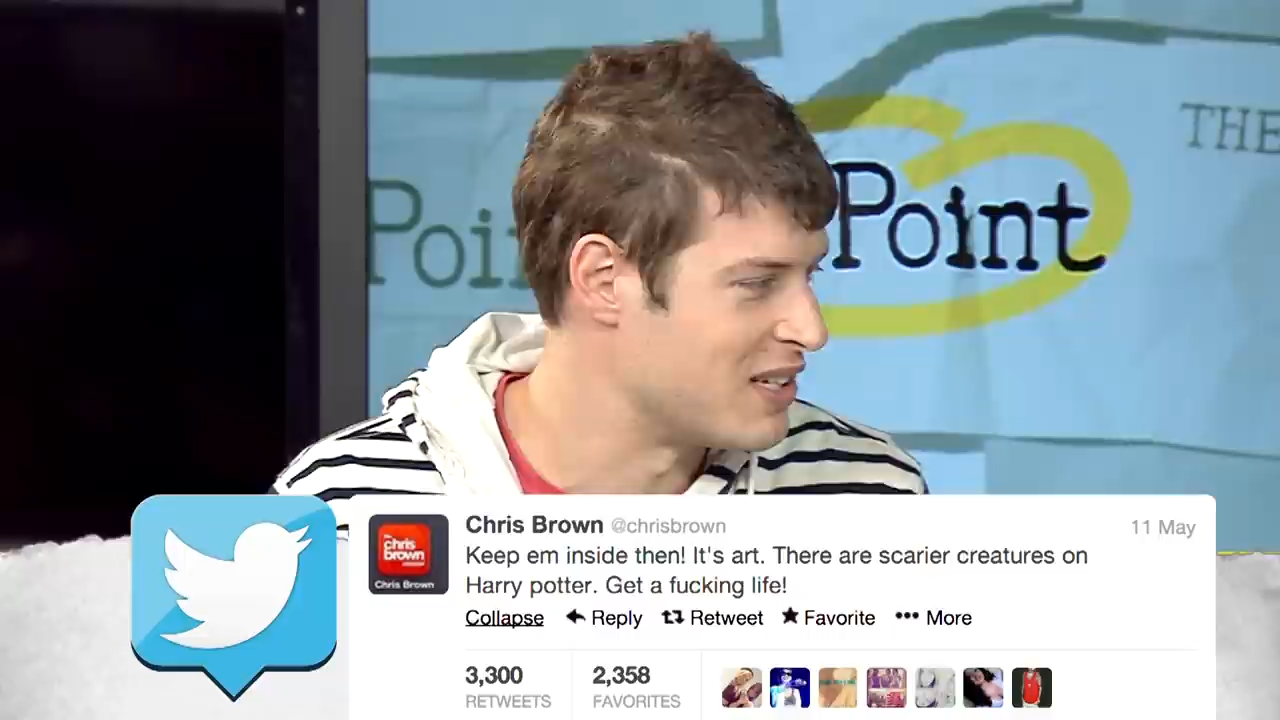 THE
Point
Poi
Chris Brown @chrisbrown
11 May
Keep em inside then! It's art. There are scarier creatures on
Harry potter. Get a fucking life!
Collapse Reply Retweet Favorite More
3,300
RETWEETS
2,358
FAVORITES
chris
brown
Chris Brown